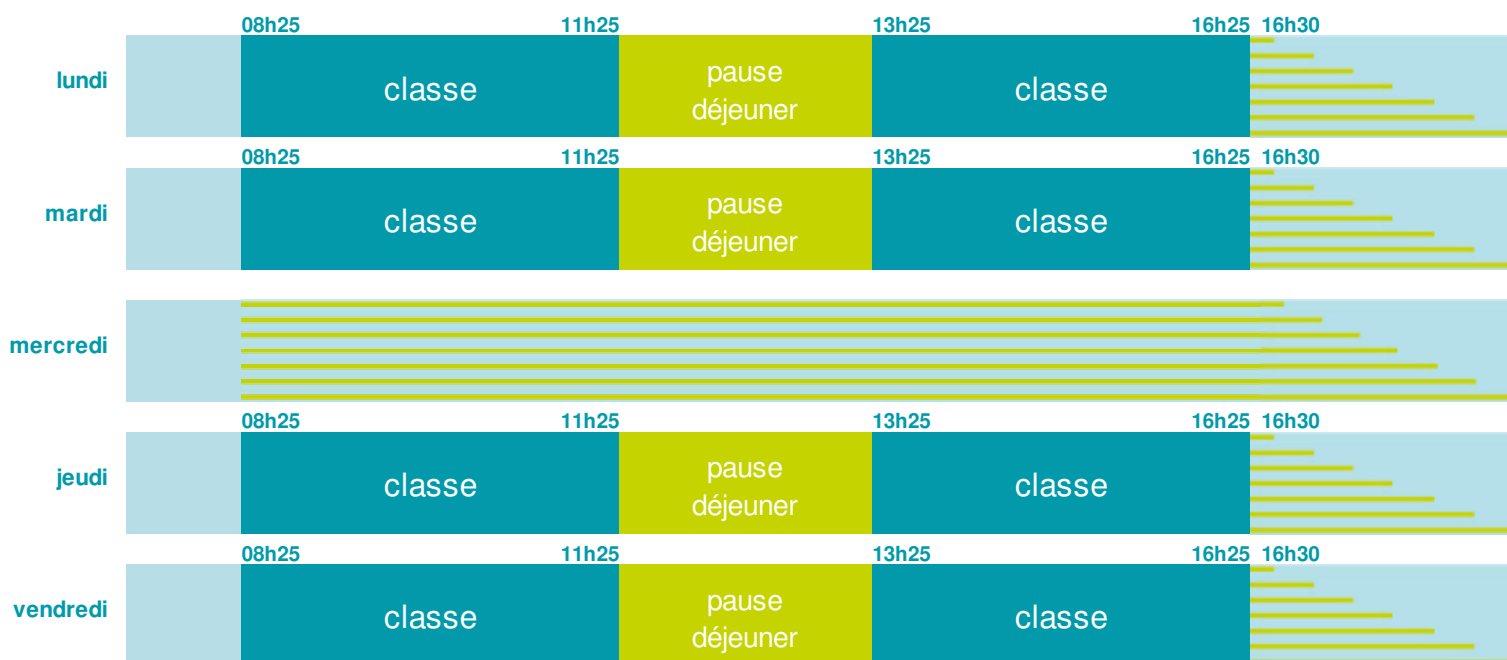 08h25 11h25 13h25 16h25 16h30
lundi classe pause déjeuner classe
08h25 11h25 13h25 16h25 16h30
mardi classe pause déjeuner classe
mercredi
08h25 11h25 13h25 16h25 16h30
jeudi classe pause déjeuner classe
08h25 11h25 13h25 16h25 16h30
vendredi classe pause déjeuner classe